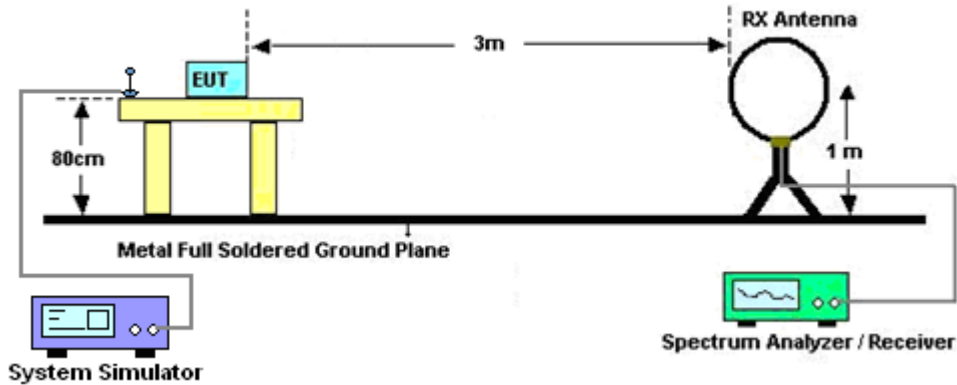 RX Antenna
3m
EUT
80cm
1 m
Metal Full Soldered Ground Plane
System Simulator
Spectrum Analyzer / Receiver